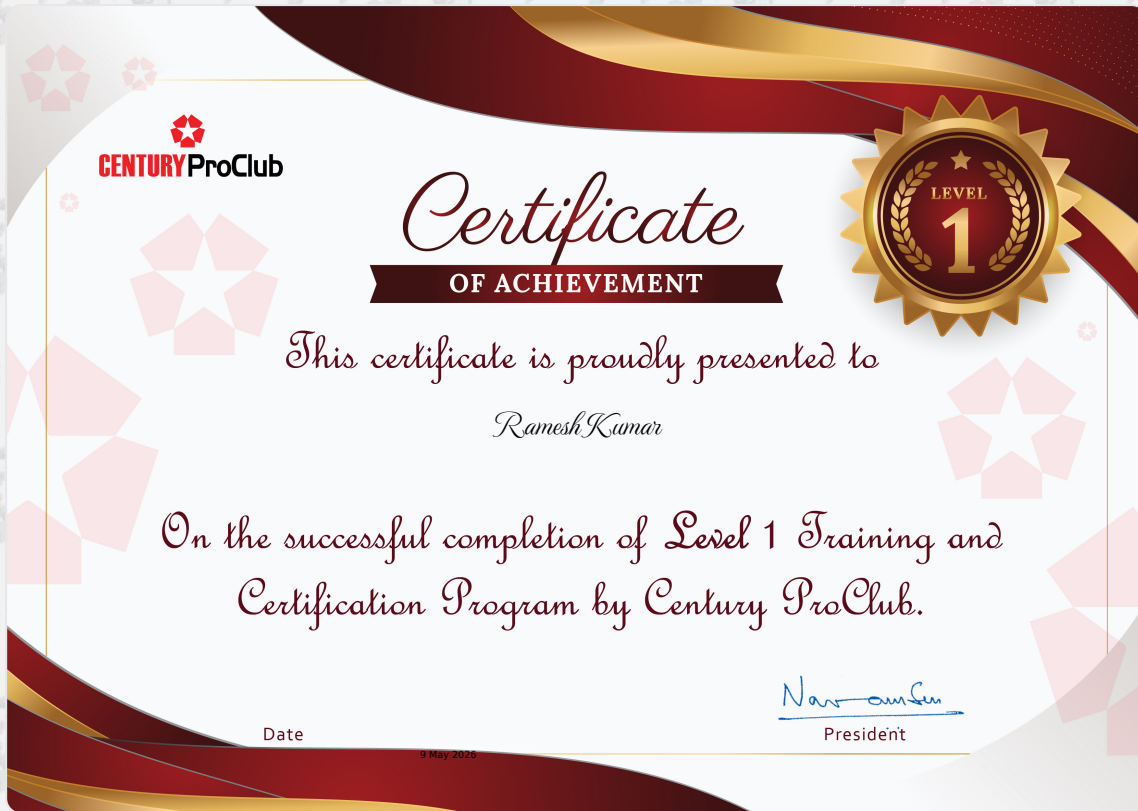 CENTURY ProClub
LEVEL
1
Certificate
OF ACHIEVEMENT
This certificate is proudly presented to
Ramesh Kumar
On the successful completion of Level 1 Training and
Certification Program by Century ProClub.
Date
President
9 May 2026